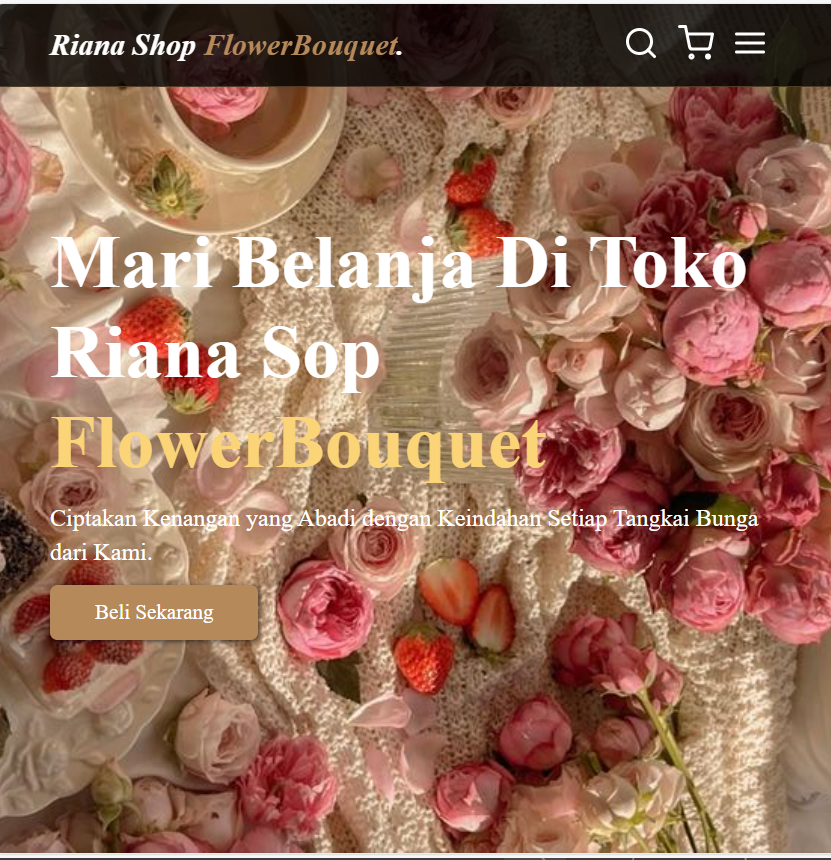 Riana Shop FlowerBouquet.
Mari Belanja Di Toko
Riana Sop
FlowerBouquet
Ciptakan Kenangan yang Abadi dengan Keindahan Setiap Tangkai Bunga
dari Kami.
Beli Sekarang